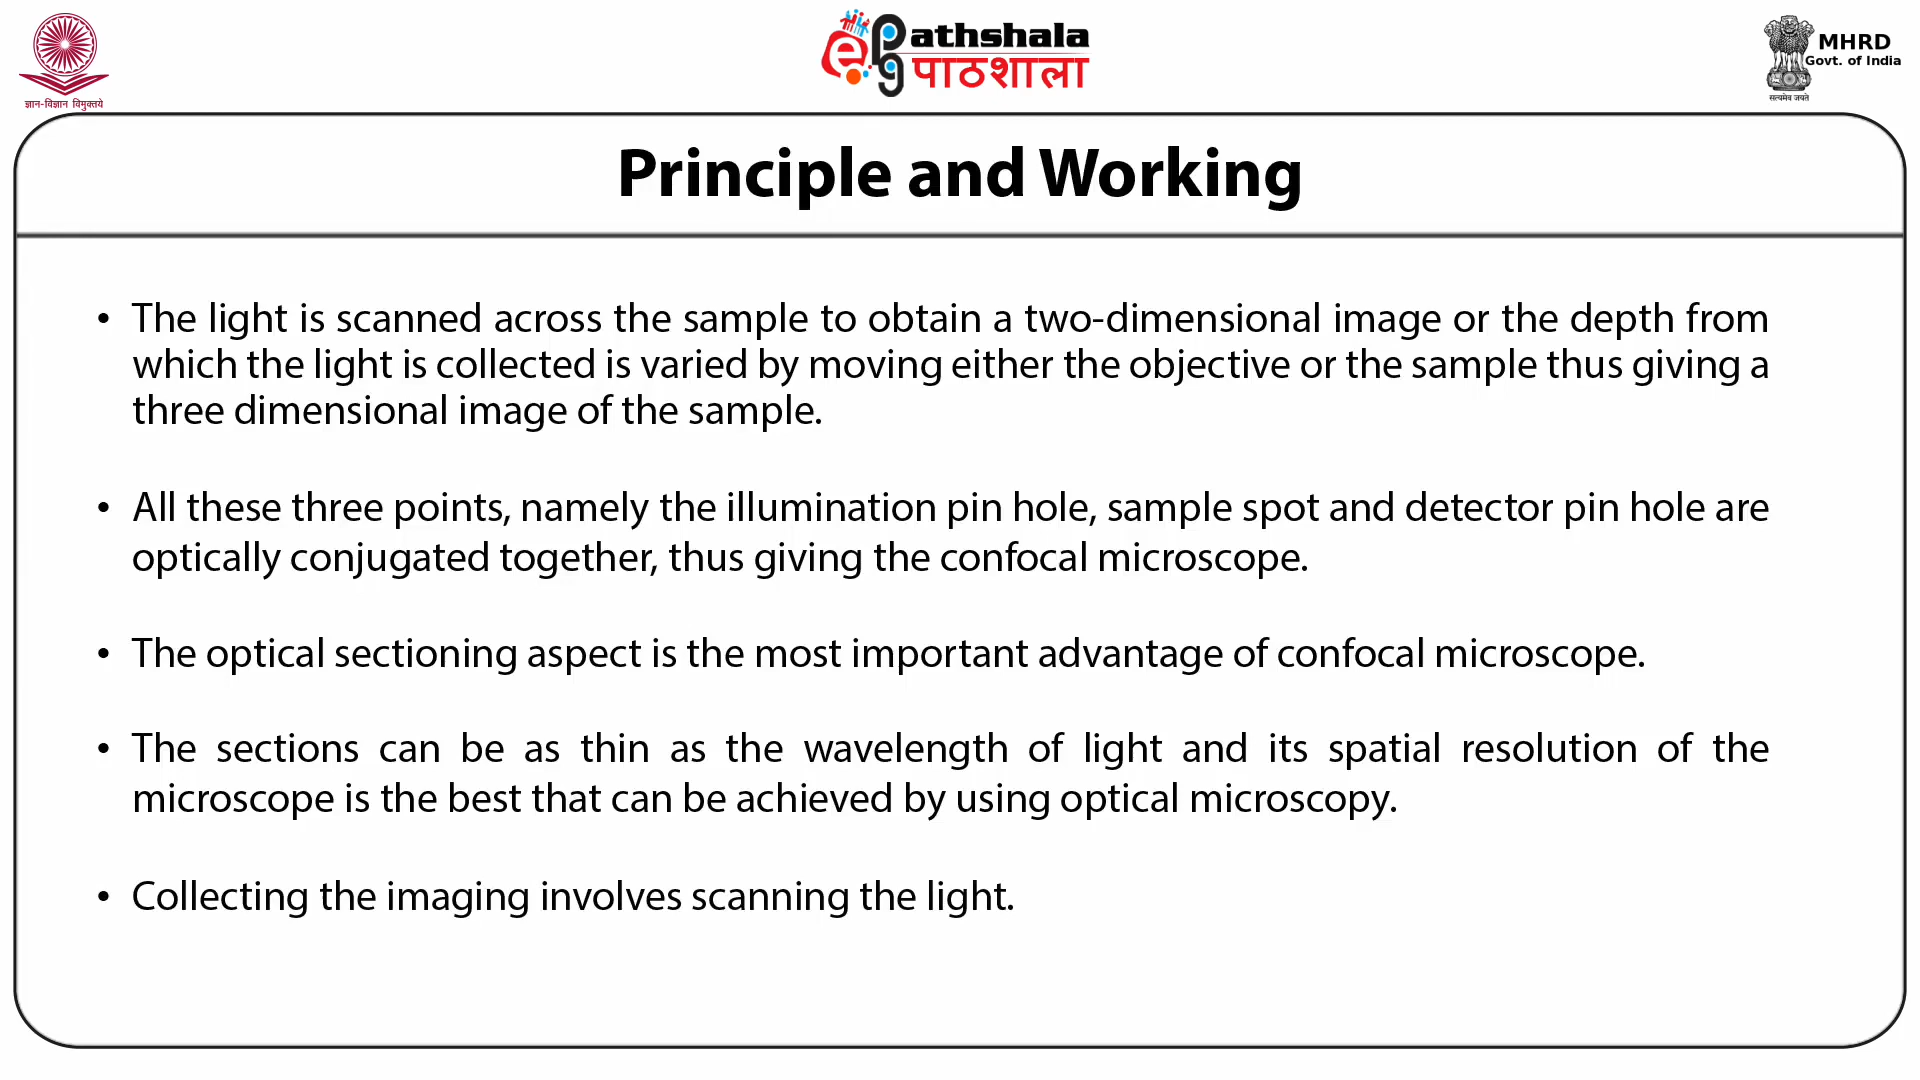 ज्ञान-विज्ञान विमुक्तये
e PG athshala
पाठशाला
MHRD
Govt. of India
सत्यमेव जयते
Principle and Working
• The light is scanned across the sample to obtain a two-dimensional image or the depth from
which the light is collected is varied by moving either the objective or the sample thus giving a
three dimensional image of the sample.
• All these three points, namely the illumination pin hole, sample spot and detector pin hole are
optically conjugated together, thus giving the confocal microscope.
• The optical sectioning aspect is the most important advantage of confocal microscope.
• The sections can be as thin as the wavelength of light and its spatial resolution of the
microscope is the best that can be achieved by using optical microscopy.
• Collecting the imaging involves scanning the light.